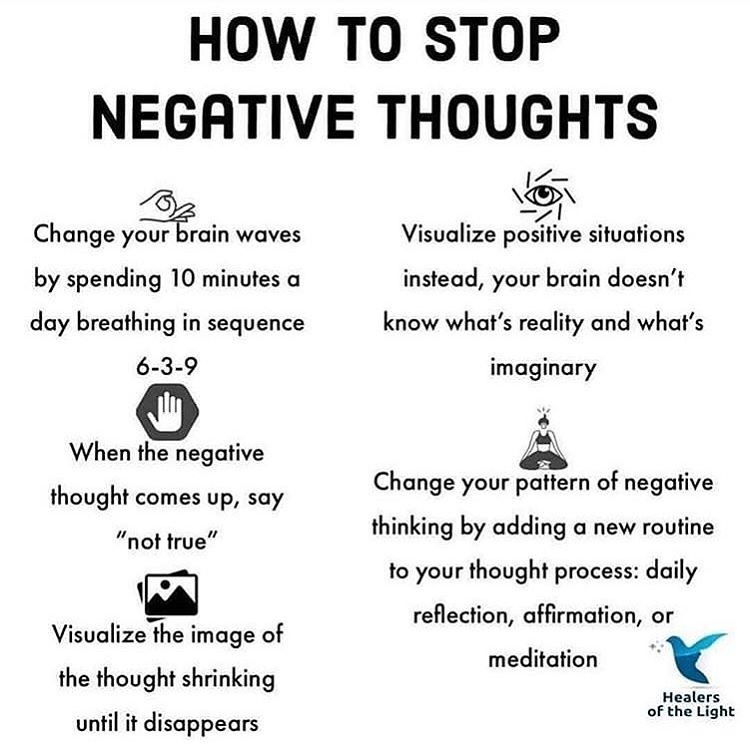 HOW TO STOP
NEGATIVE THOUGHTS
Change your brain waves
by spending 10 minutes a
day breathing in sequence
6-3-9
When the negative
thought comes up, say
"not true"
Visualize the image of
the thought shrinking
until it disappears
Visualize positive situations
instead, your brain doesn't
know what's reality and what's
imaginary
Change your pattern of negative
thinking by adding a new routine
to your thought process: daily
reflection, affirmation, or
meditation
Healers
of the Light